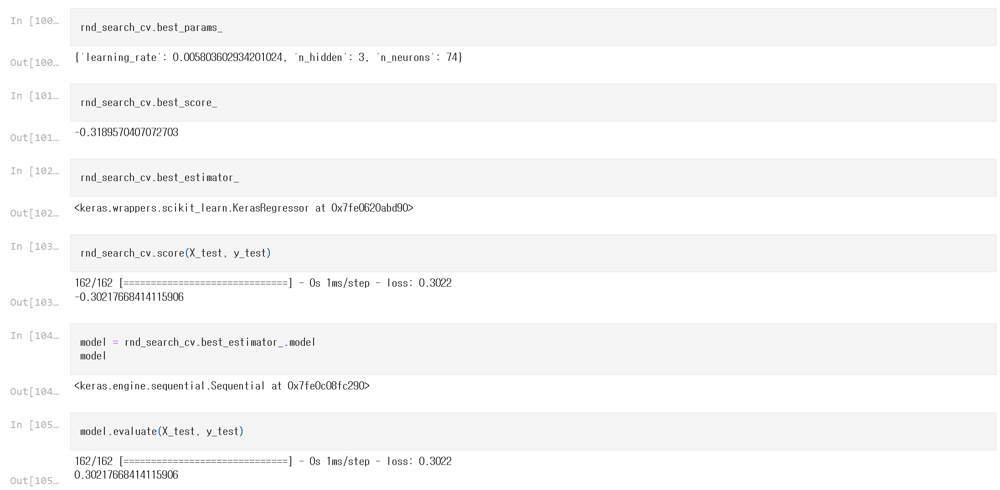 In [100…
rnd_search_cv.best_params_
Out[100…
{'learning_rate': 0.005803602934201024, 'n_hidden': 3, 'n_neurons': 74}
In [101…
rnd_search_cv.best_score_
Out[101…
-0.3189570407072703
In [102…
rnd_search_cv.best_estimator_
Out[102…
<keras.wrappers.scikit_learn.KerasRegressor at 0x7fe0620abd90>
In [103…
rnd_search_cv.score(X_test, y_test)
162/162 [==============================] - 0s 1ms/step - loss: 0.3022
Out[103…
-0.30217668414115906
In [104…
model = rnd_search_cv.best_estimator_.model
model
Out[104…
<keras.engine.sequential.Sequential at 0x7fe0c08fc290>
In [105…
model.evaluate(X_test, y_test)
162/162 [==============================] - 0s 1ms/step - loss: 0.3022
Out[105…
0.30217668414115906